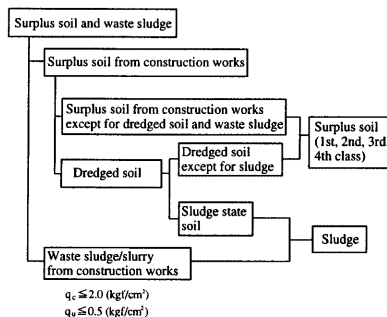 Surplus soil and waste sludge
Surplus soil from construction works
Surplus soil from construction works
except for dredged soil and waste sludge
Surplus soil
(1st, 2nd, 3rd
4th class)
Dredged soil
except for sludge
Dredged soil
Sludge state
soil
Sludge
Waste sludge/slurry
from construction works
q_c ≦ 2.0 (kgf/cm²)
q_u ≦ 0.5 (kgf/cm²)